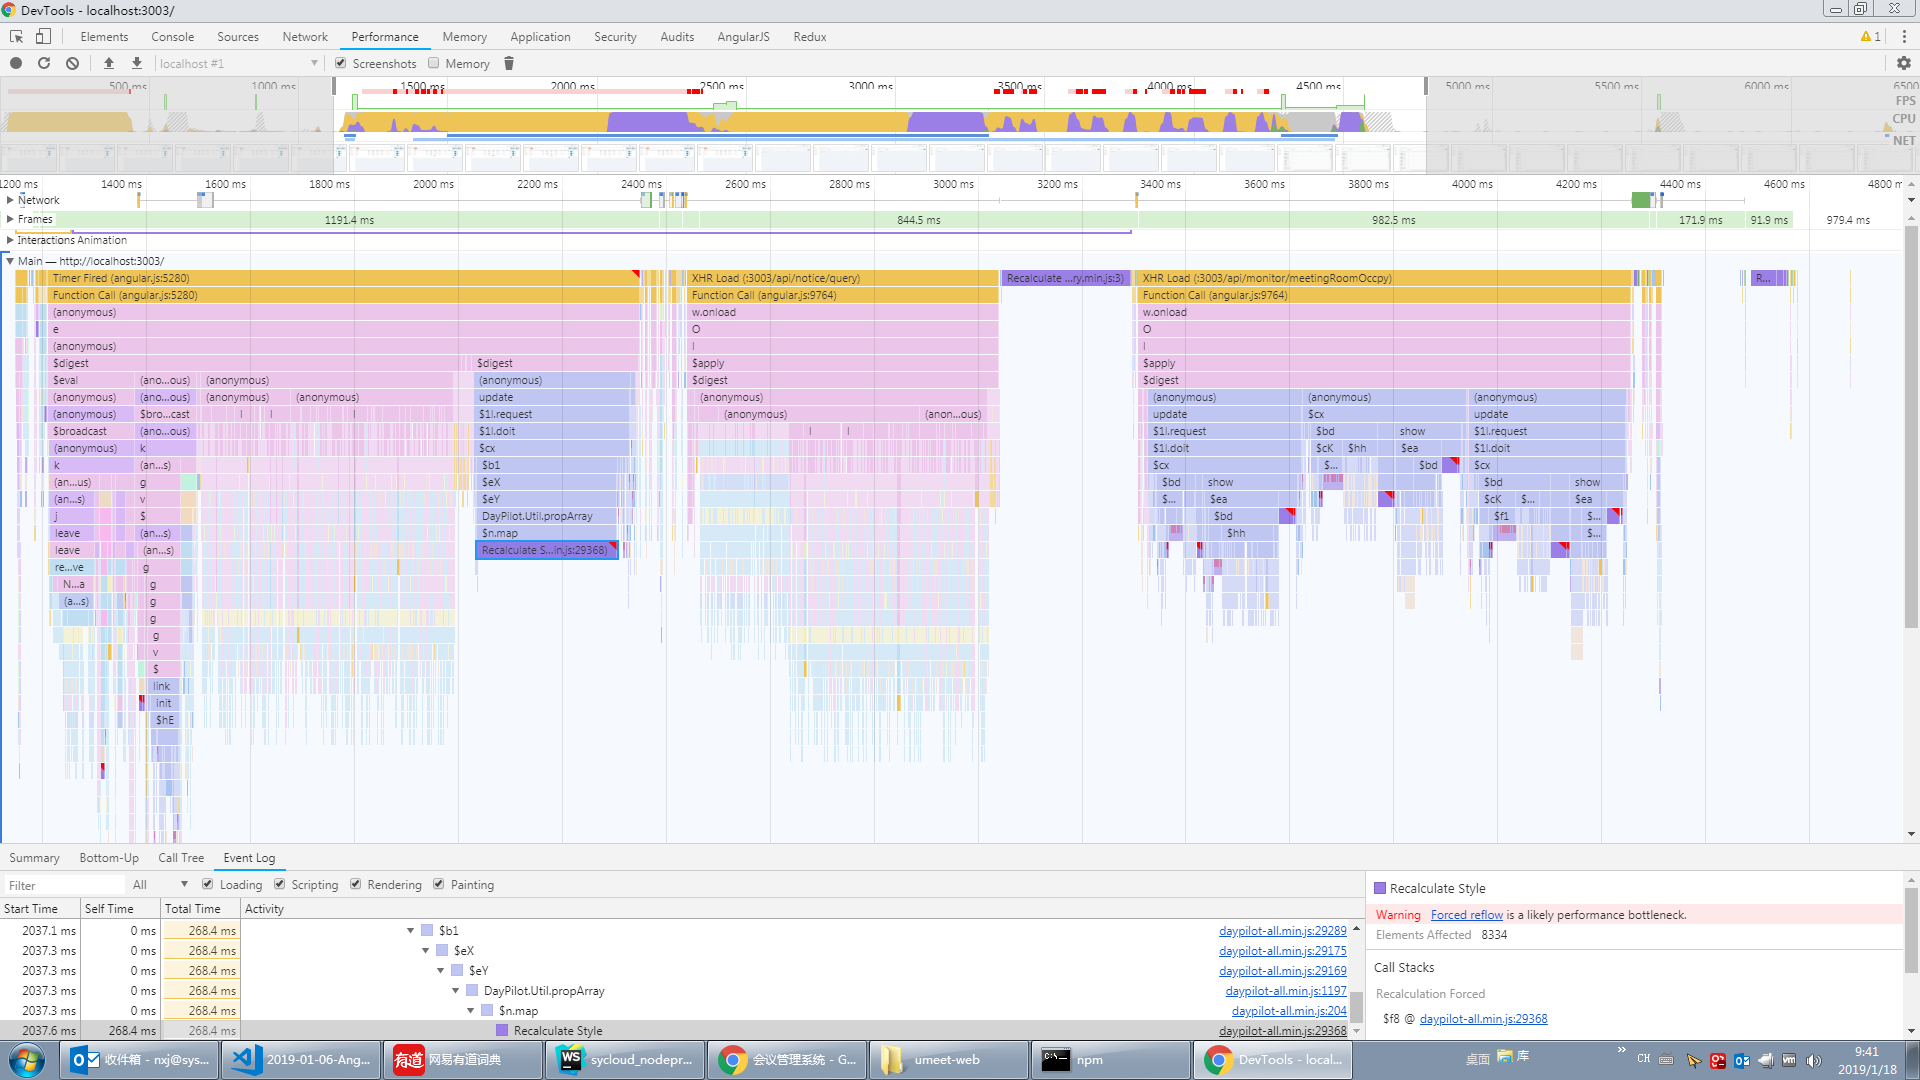 DevTools - localhost:3003/
Elements Console Sources Network Performance Memory Application Security Audits AngularJS Redux 1
localhost #1 Screenshots Memory
500 ms 1000 ms 1500 ms 2000 ms 2500 ms 3000 ms 3500 ms 4000 ms 4500 ms 5000 ms 5500 ms 6000 ms 6500
FPS
CPU
NET
1200 ms 1400 ms 1600 ms 1800 ms 2000 ms 2200 ms 2400 ms 2600 ms 2800 ms 3000 ms 3200 ms 3400 ms 3600 ms 3800 ms 4000 ms 4200 ms 4400 ms 4600 ms 4800 m
Network
Frames 1191.4 ms 844.5 ms 982.5 ms 171.9 ms 91.9 ms 979.4 ms
Interactions Animation
Main — http://localhost:3003/
Timer Fired (angular.js:5280) XHR Load (:3003/api/notice/query) Recalculate ...ry.min.js:3) XHR Load (:3003/api/monitor/meetingRoomOccpy) R...
Function Call (angular.js:5280) Function Call (angular.js:9764) Function Call (angular.js:9764)
(anonymous) w.onload w.onload
e O O
(anonymous) l l
$digest $digest $apply $apply
$eval (ano...ous) (anonymous) (anonymous) $digest $digest
(anonymous) (ano...ous) (anonymous) (anonymous) update (anonymous) (anonymous) (anonymous) (anonymous)
(anonymous) $bro...cast l l l $1l.request (anonymous) (anon...ous) update $cx update
$broadcast (ano...ous) $1l.doit l l $1l.request $bd show $1l.request
(anonymous) k $cx $1l.doit $cK $hh $ea $1l.doit
k (an...s) $b1 $cx $... $bd $cx
(an...us) g $eX $bd show $bd show
(an...s) v $eY $... $ea $cK $... $ea
j $ DayPilot.Util.propArray $bd $f1 $...
leave (an...s) $n.map $hh $...
leave (an...s) Recalculate S...in.js:29368)
re...ve g
N...a g
(a...s) g
g
g
v
$
link
init
$hE
Summary Bottom-Up Call Tree Event Log
Filter All Loading Scripting Rendering Painting
Start Time Self Time Total Time Activity
2037.1 ms 0 ms 268.4 ms $b1 daypilot-all.min.js:29289
2037.3 ms 0 ms 268.4 ms $eX daypilot-all.min.js:29175
2037.3 ms 0 ms 268.4 ms $eY daypilot-all.min.js:29169
2037.3 ms 0 ms 268.4 ms DayPilot.Util.propArray daypilot-all.min.js:1197
2037.3 ms 0 ms 268.4 ms $n.map daypilot-all.min.js:204
2037.6 ms 268.4 ms 268.4 ms Recalculate Style daypilot-all.min.js:29368
Recalculate Style
Warning Forced reflow is a likely performance bottleneck.
Elements Affected 8334
Call Stacks
Recalculation Forced
$f8 @ daypilot-all.min.js:29368
收件箱 - nxj@sys... 2019-01-06-Ang... 有道 网易有道词典 WS sycloud_nodepr... 会议管理系统 - G... umeet-web npm DevTools - local... 桌面 库 CH
9:41
2019/1/18